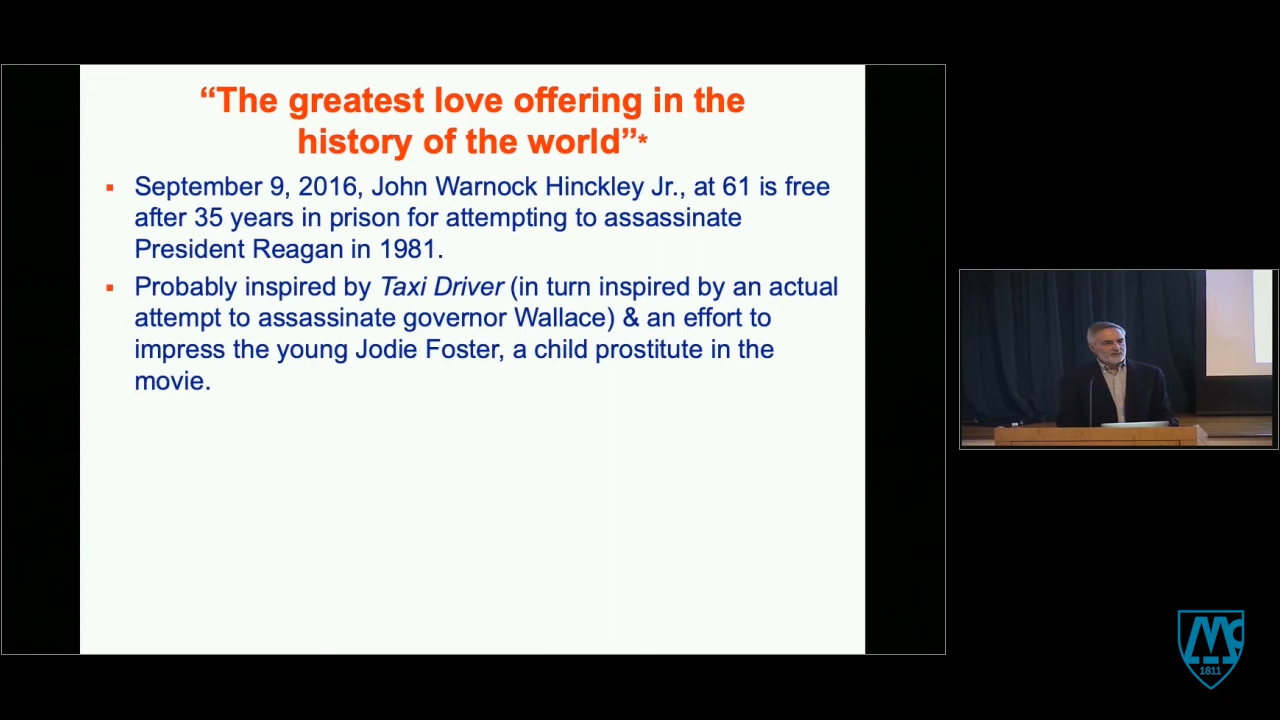 “The greatest love offering in the
history of the world”*
▪ September 9, 2016, John Warnock Hinckley Jr., at 61 is free
after 35 years in prison for attempting to assassinate
President Reagan in 1981.
▪ Probably inspired by Taxi Driver (in turn inspired by an actual
attempt to assassinate governor Wallace) & an effort to
impress the young Jodie Foster, a child prostitute in the
movie.
1811